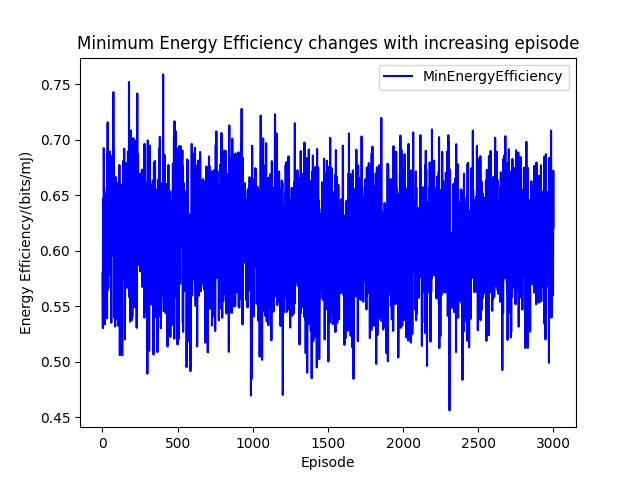 Minimum Energy Efficiency changes with increasing episode
MinEnergyEfficiency
Energy Efficiency/(bits/mJ)
0.75
0.70
0.65
0.60
0.55
0.50
0.45
0 500 1000 1500 2000 2500 3000
Episode